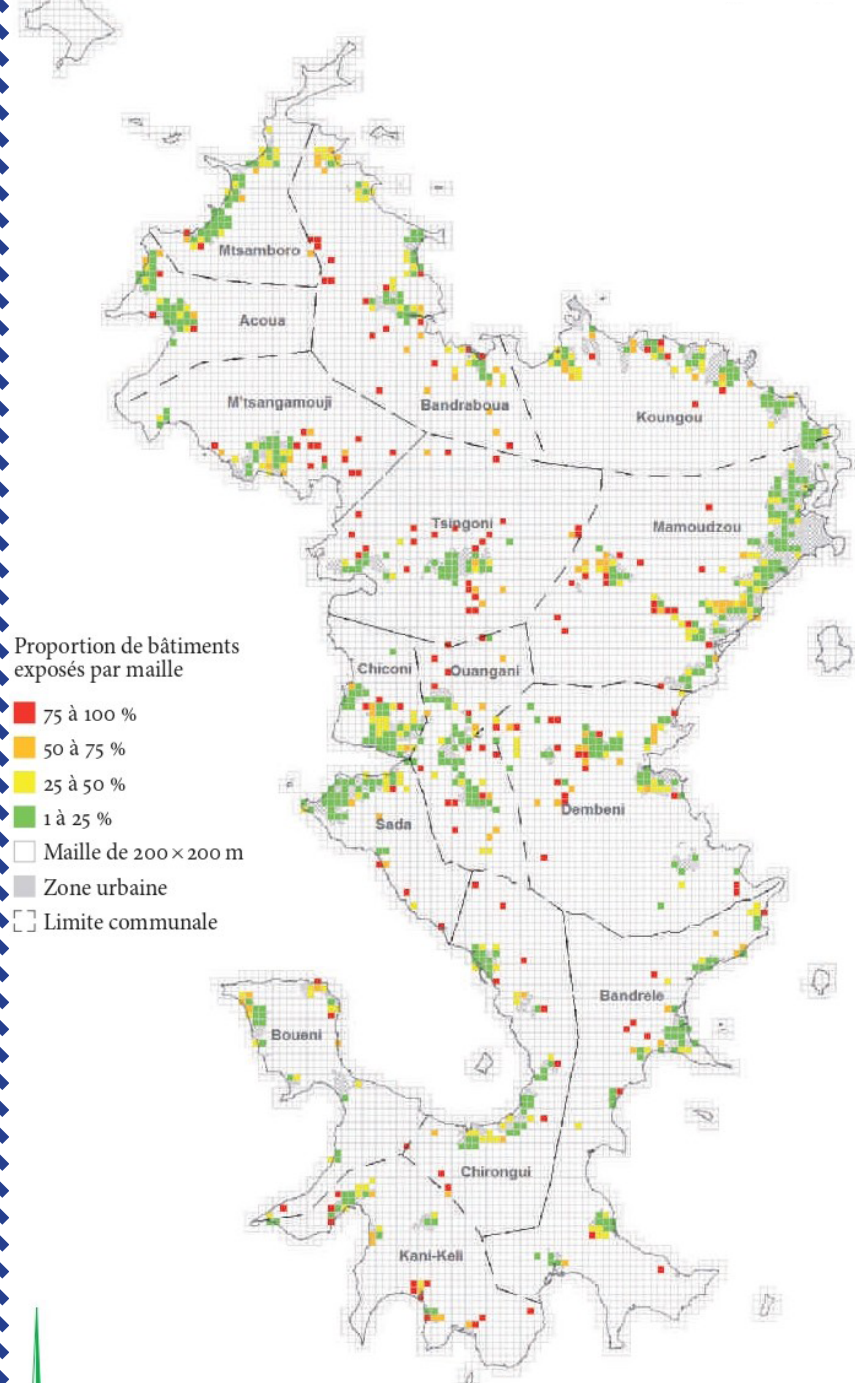 Mtsamboro
Acoua
M'tsangamouji
Bandraboua
Koungou
Tsingoni
Mamoudzou
Proportion de bâtiments
exposés par maille
75 à 100 %
50 à 75 %
25 à 50 %
1 à 25 %
Maille de 200 × 200 m
Zone urbaine
Limite communale
Chiconi
Ouangani
Sada
Dembeni
Bandrele
Boueni
Chirongui
Kani-Keli